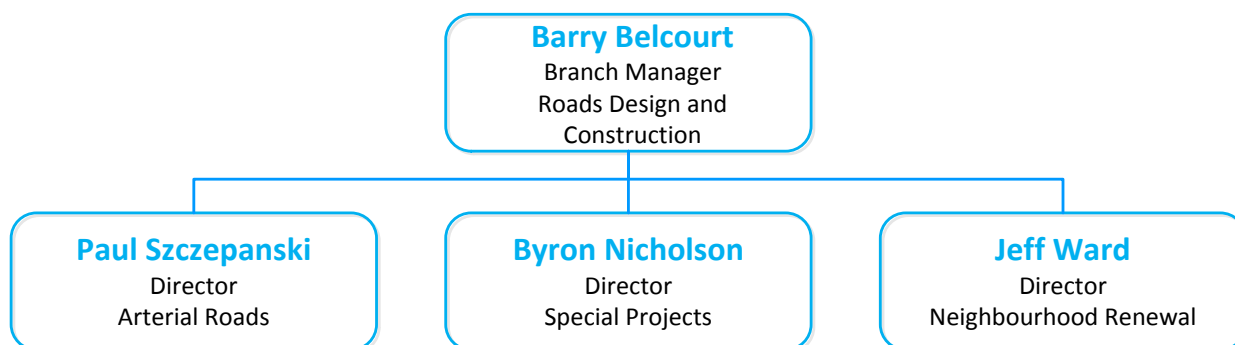 Barry Belcourt
Branch Manager
Roads Design and
Construction
Paul Szczepanski
Director
Arterial Roads
Byron Nicholson
Director
Special Projects
Jeff Ward
Director
Neighbourhood Renewal